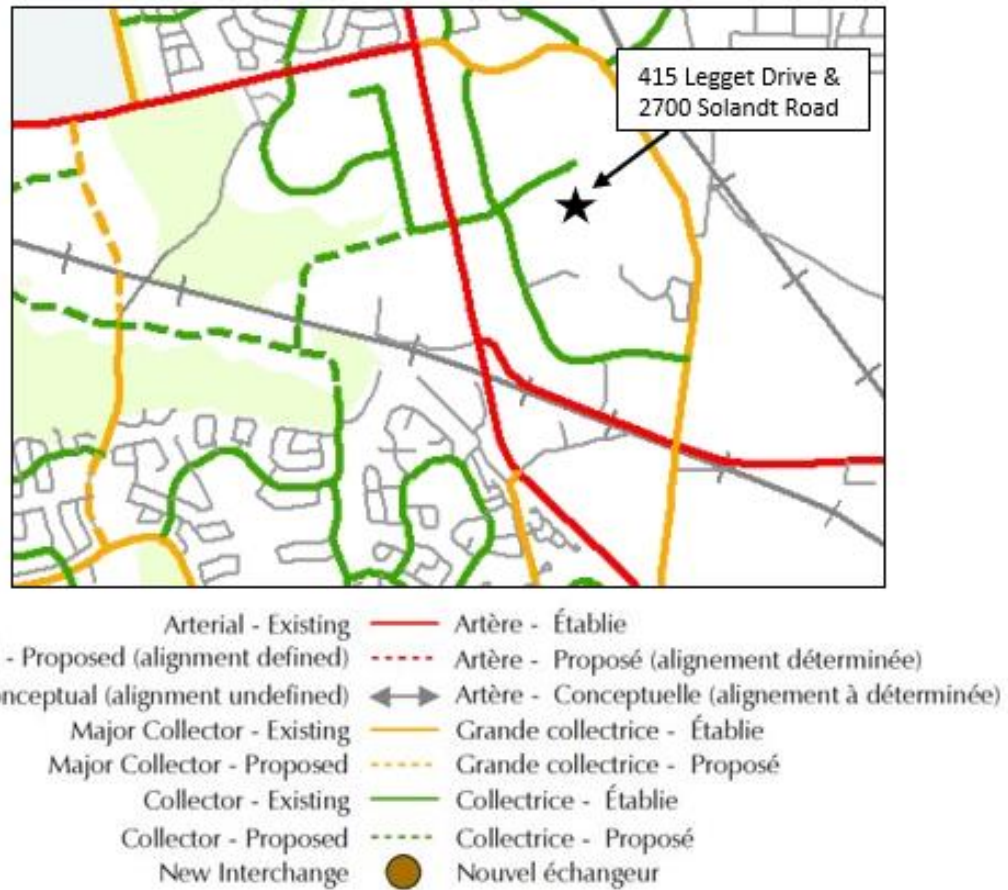 415 Legget Drive &
2700 Solandt Road
Arterial - Existing Artère - Établie
- Proposed (alignment defined) Artère - Proposé (alignement déterminée)
(alignment undefined) Artère - Conceptuelle (alignement à déterminée)
Major Collector - Existing Grande collectrice - Établie
Major Collector - Proposed Grande collectrice - Proposé
Collector - Existing Collectrice - Établie
Collector - Proposed Collectrice - Proposé
New Interchange Nouvel échangeur